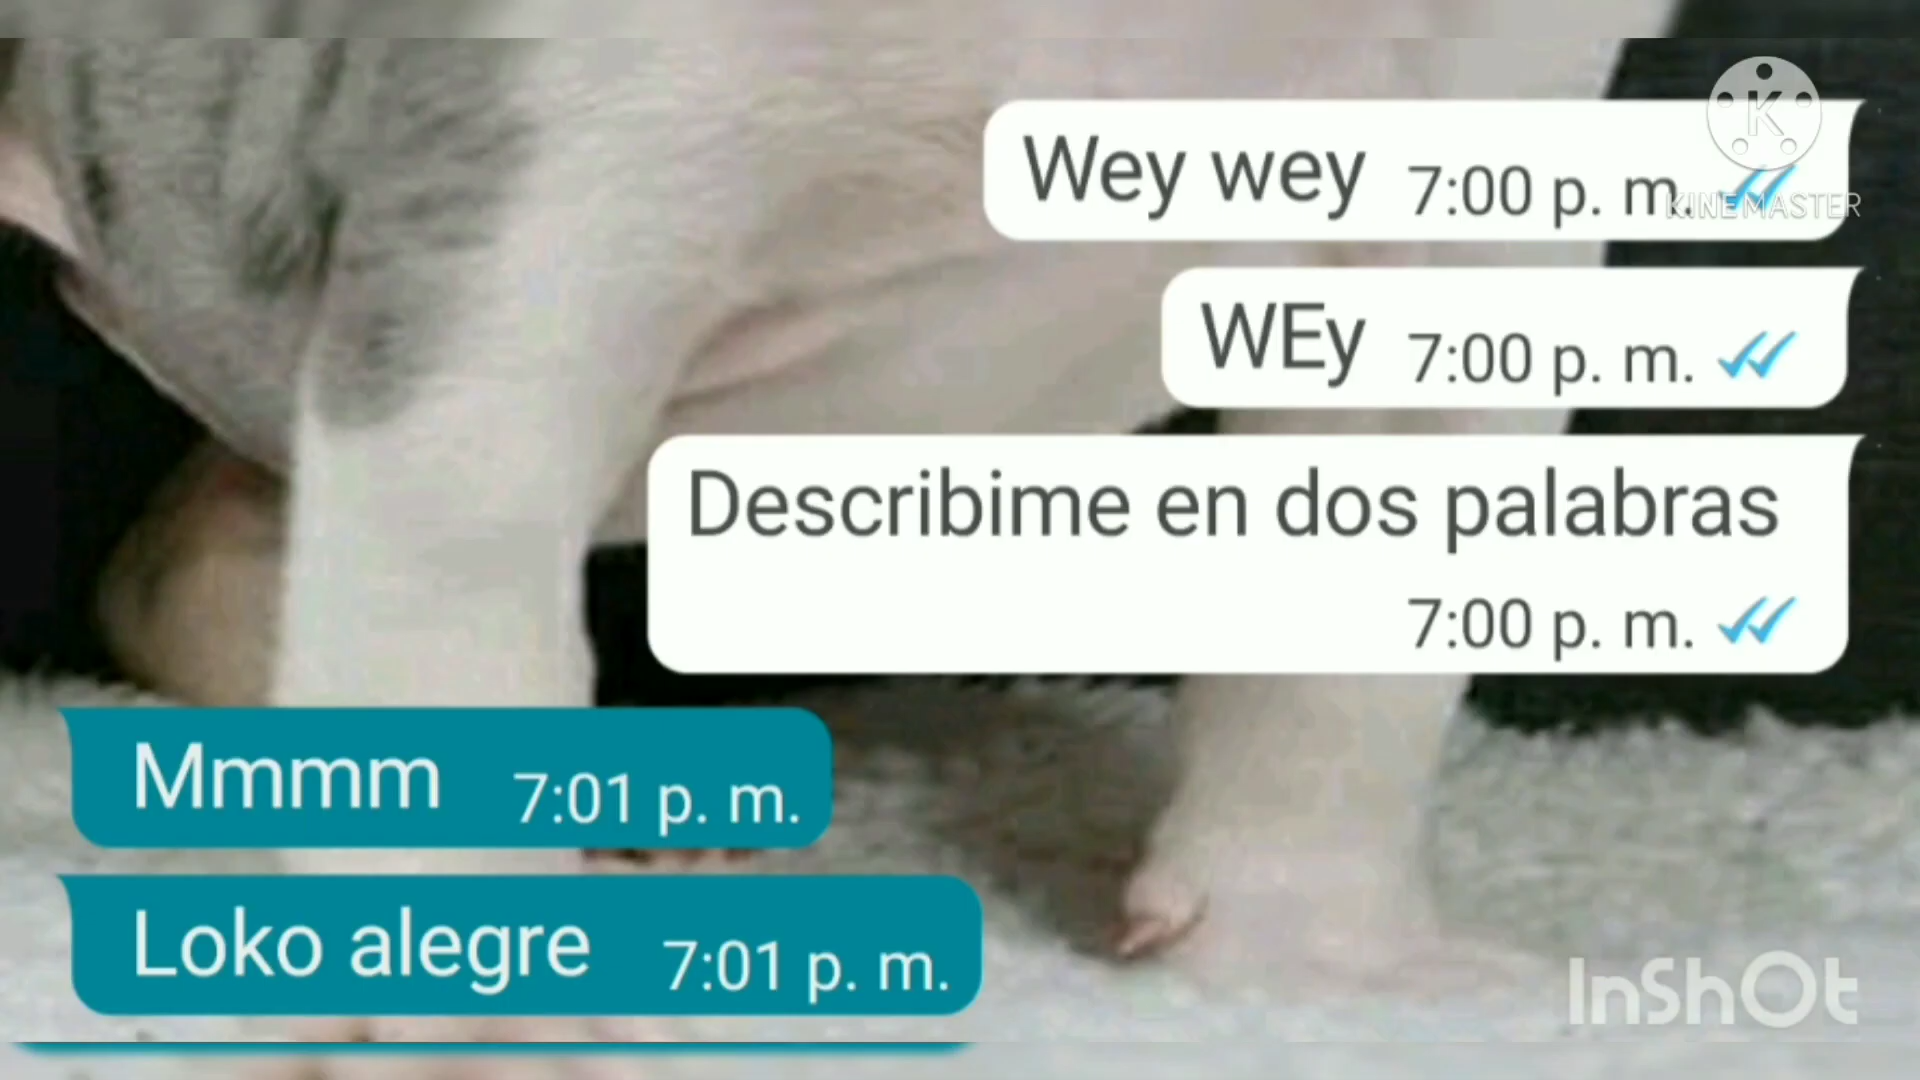 Wey wey 7:00 p. m.
KINEMASTER
WEy 7:00 p. m.
Describime en dos palabras
7:00 p. m.
Mmmm 7:01 p. m.
Loko alegre 7:01 p. m.
InShOt